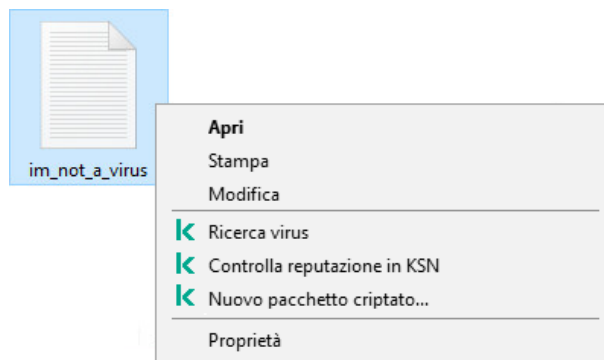 im_not_a_virus
Apri
Stampa
Modifica
Ricerca virus
Controlla reputazione in KSN
Nuovo pacchetto criptato...
Proprietà